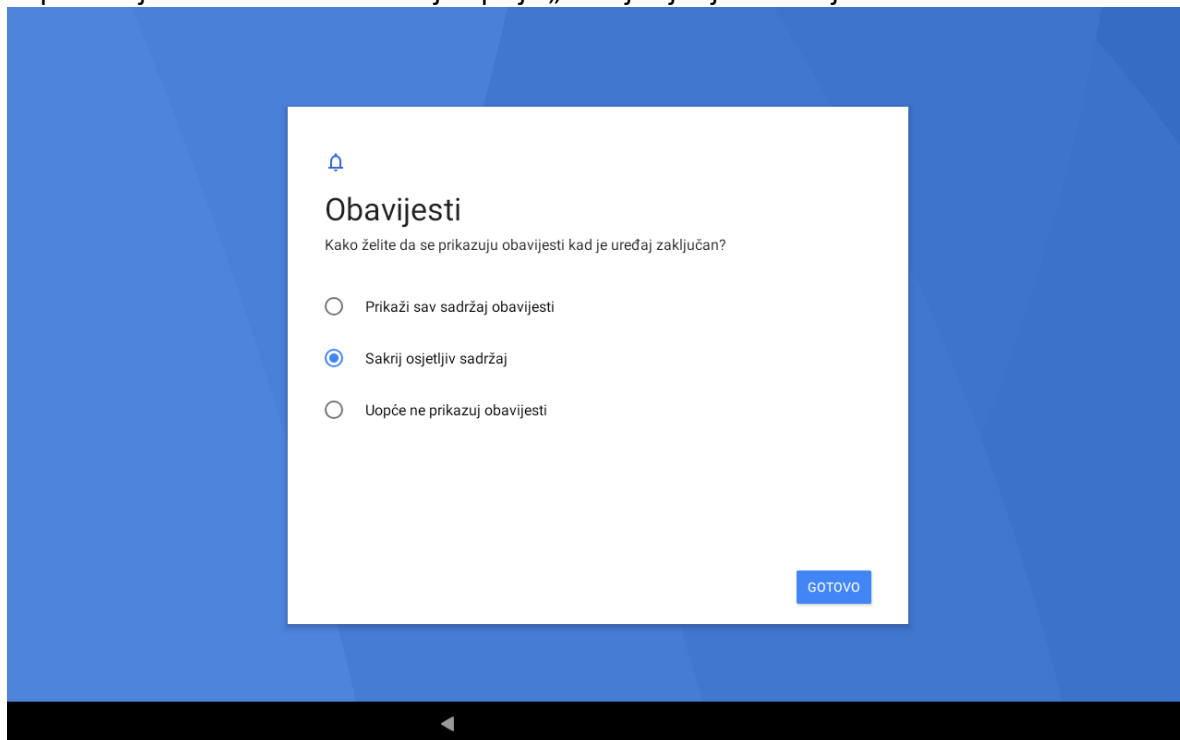 Obavijesti
Kako želite da se prikazuju obavijesti kad je uređaj zaključan?
Prikaži sav sadržaj obavijesti
Sakrij osjetljiv sadržaj
Uopće ne prikazuj obavijesti
GOTOVO